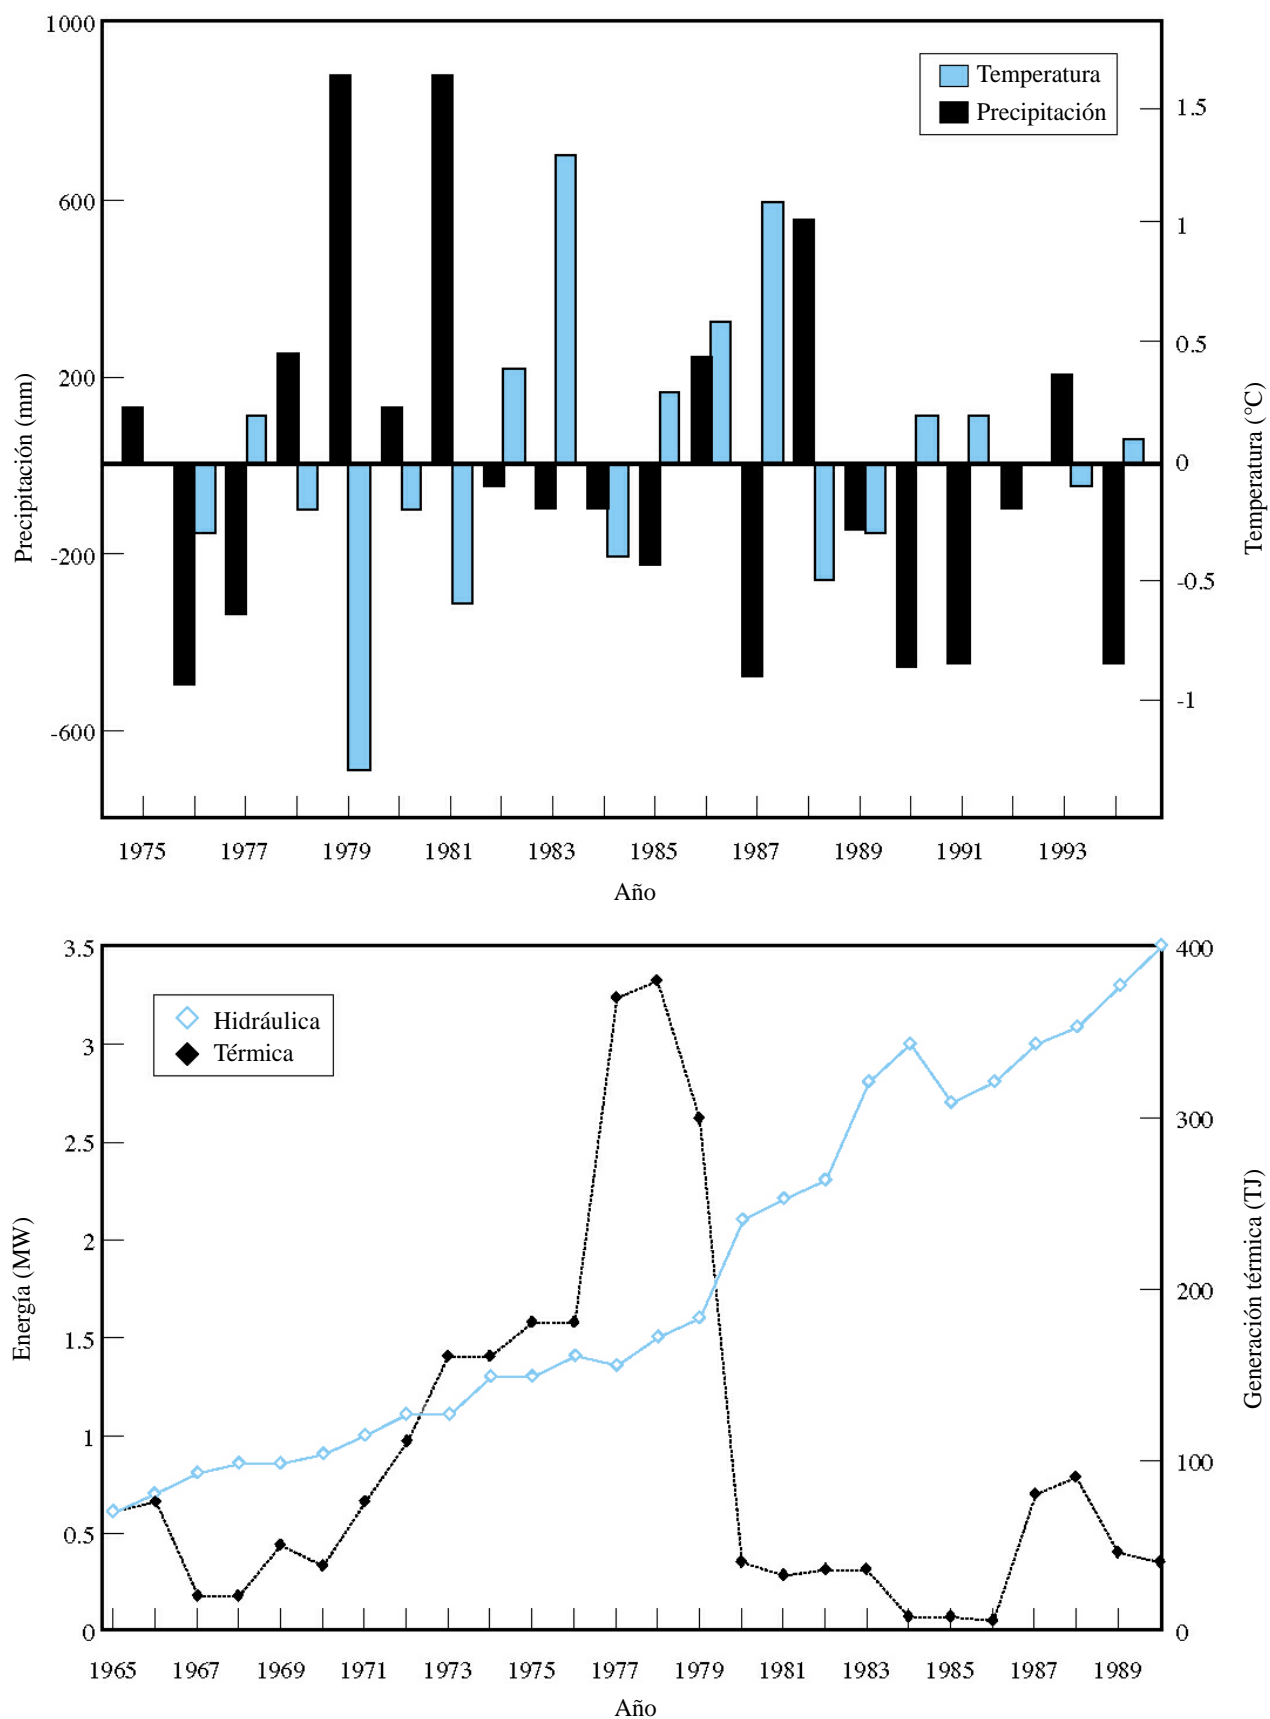 1000
600
200
-200
-600
Precipitación (mm)
Temperatura
Precipitación
1.5
1
0.5
0
-0.5
-1
Temperatura (°C)
1975 1977 1979 1981 1983 1985 1987 1989 1991 1993
Año
3.5
3
2.5
2
1.5
1
0.5
0
Energía (MW)
Hidráulica
Térmica
400
300
200
100
0
Generación térmica (TJ)
1965 1967 1969 1971 1973 1975 1977 1979 1981 1983 1985 1987 1989
Año